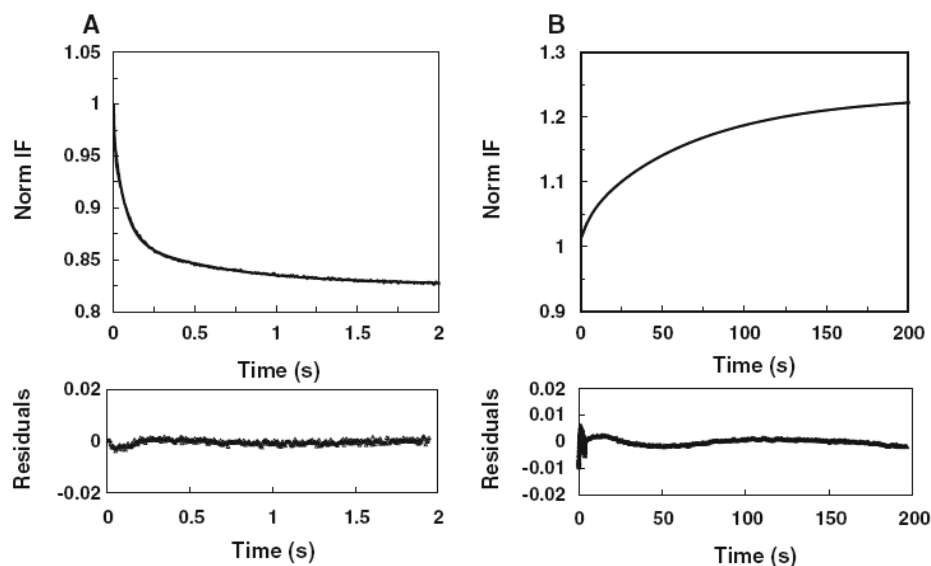 A
1.05
1
0.95
0.9
0.85
0.8
Norm IF
0 0.5 1 1.5 2
Time (s)
0.02
0
-0.02
Residuals
0 0.5 1 1.5 2
Time (s)
B
1.3
1.2
1.1
1
0.9
Norm IF
0 50 100 150 200
Time (s)
0.02
0.01
0
-0.01
-0.02
Residuals
0 50 100 150 200
Time (s)